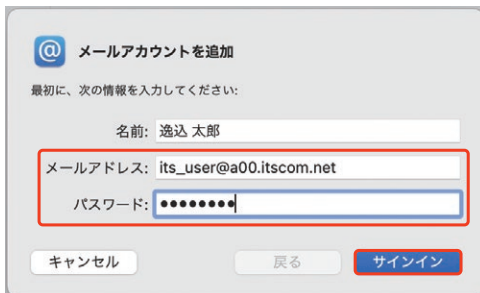 メールアカウントを追加
最初に、次の情報を入力してください:
名前: 逸込 太郎
メールアドレス: its_user@a00.itscom.net
パスワード: ••••••••
キャンセル 戻る サインイン